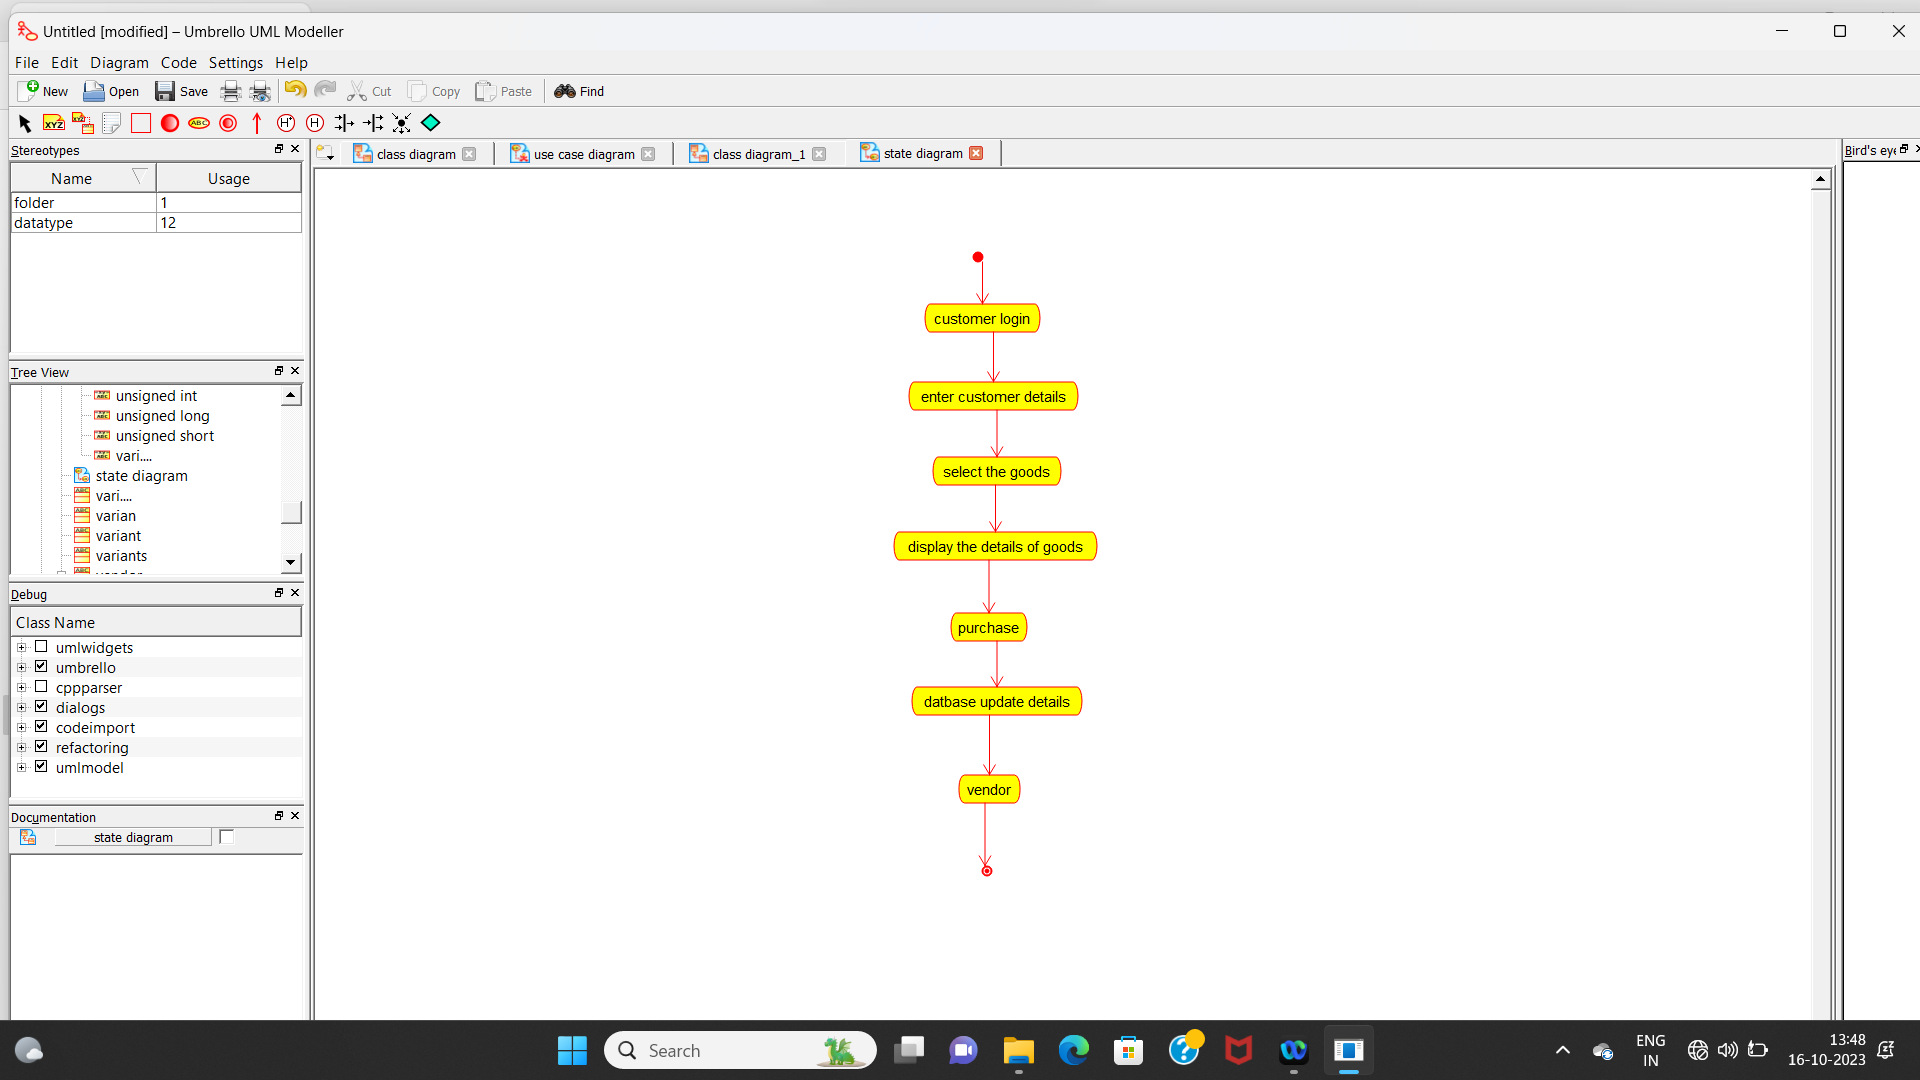 Untitled [modified] – Umbrello UML Modeller
File Edit Diagram Code Settings Help
New Open Save Cut Copy Paste Find
XYZ XYZ ABC H* H
Stereotypes
Name Usage
folder 1
datatype 12
class diagram use case diagram class diagram_1 state diagram
Bird's eye
customer login
enter customer details
select the goods
display the details of goods
purchase
datbase update details
vendor
Tree View
unsigned int
unsigned long
unsigned short
vari....
state diagram
vari....
varian
variant
variants
Debug
Class Name
umlwidgets
umbrello
cppparser
dialogs
codeimport
refactoring
umlmodel
Documentation
state diagram
Search
ENG
IN
13:48
16-10-2023